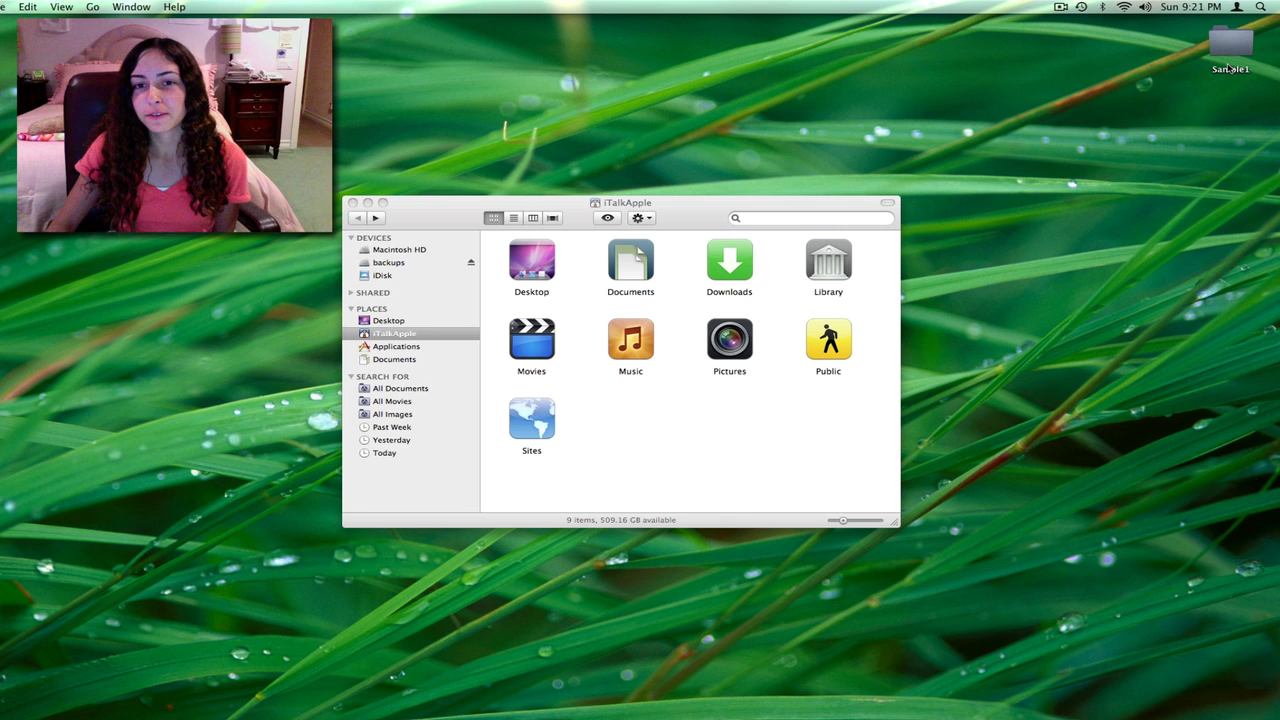 Edit View Go Window Help Sun 9:21 PM
Sample1
iTalkApple
DEVICES
Macintosh HD
backups
iDisk
SHARED
PLACES
Desktop
iTalkApple
Applications
Documents
SEARCH FOR
All Documents
All Movies
All Images
Past Week
Yesterday
Today
Desktop Documents Downloads Library
Movies Music Pictures Public
Sites
9 items, 509.16 GB available